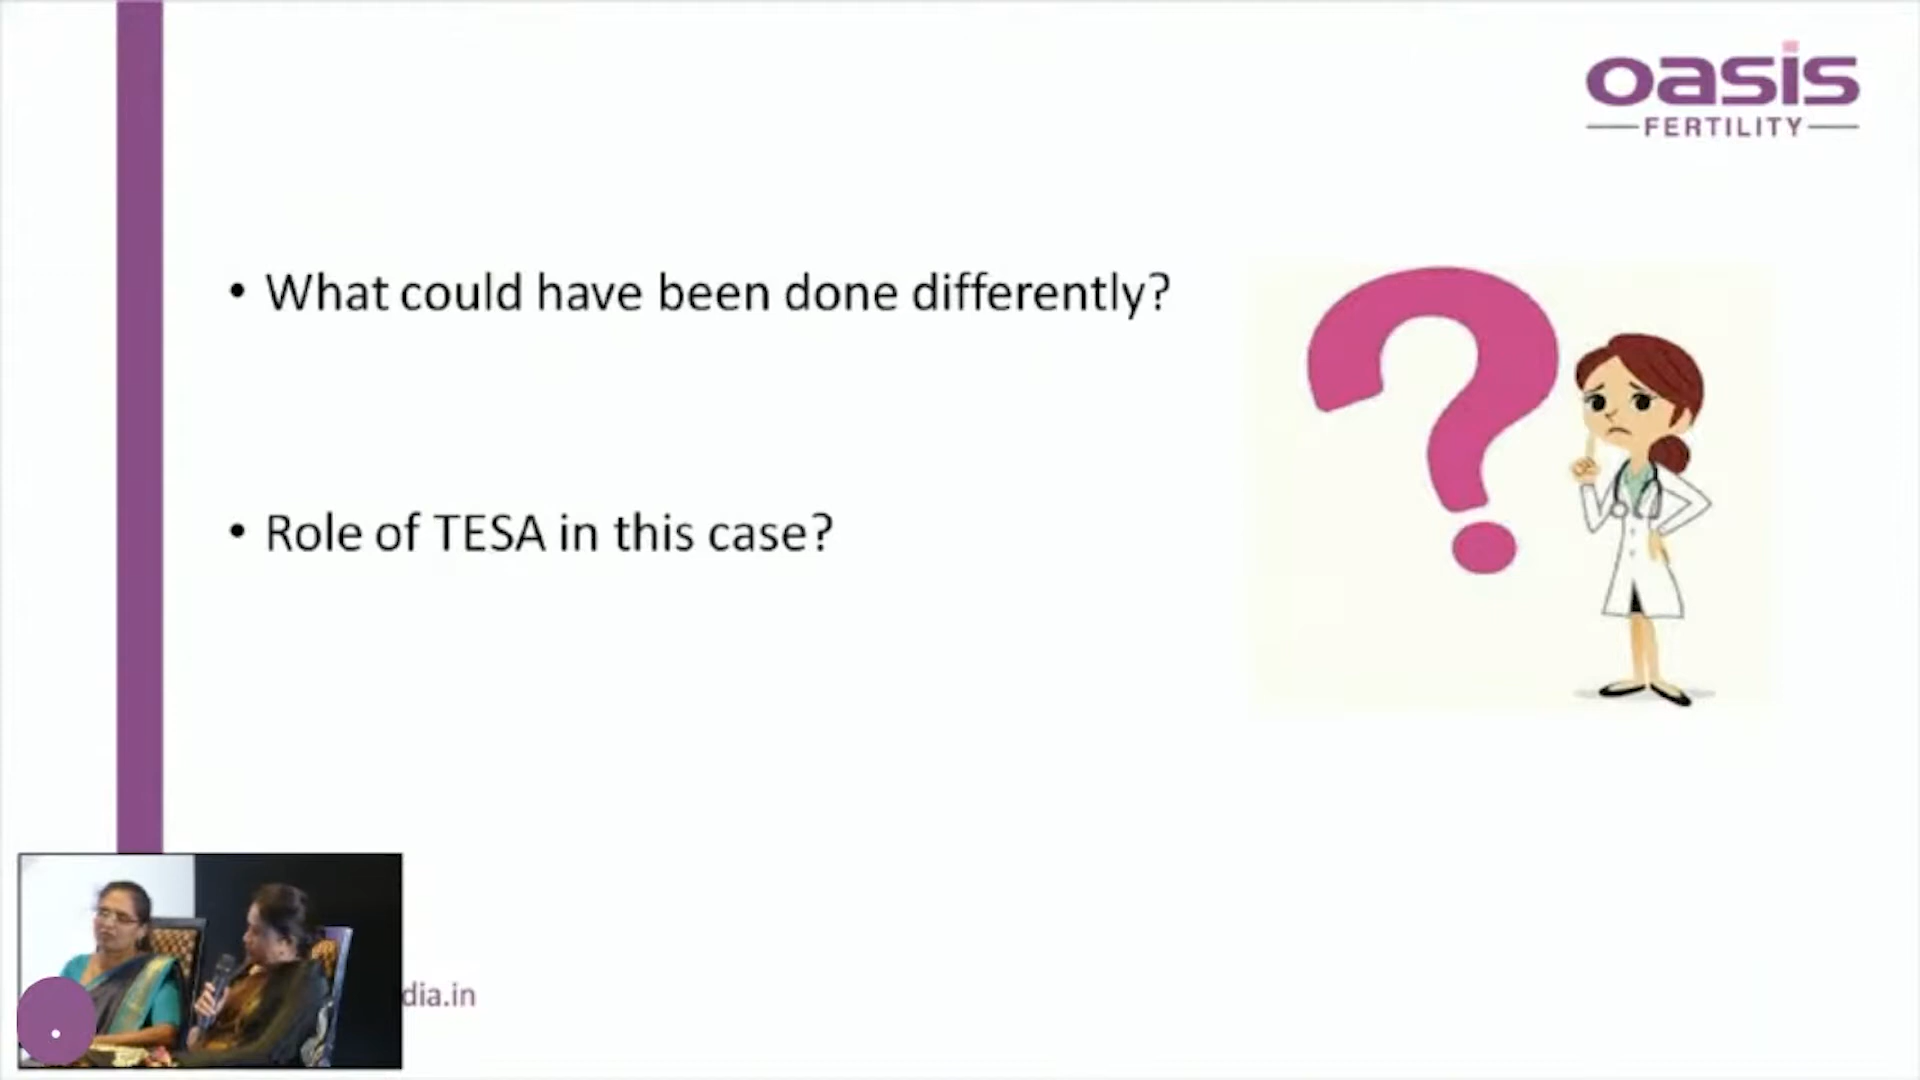 oasis
FERTILITY
• What could have been done differently?
• Role of TESA in this case?
dia.in